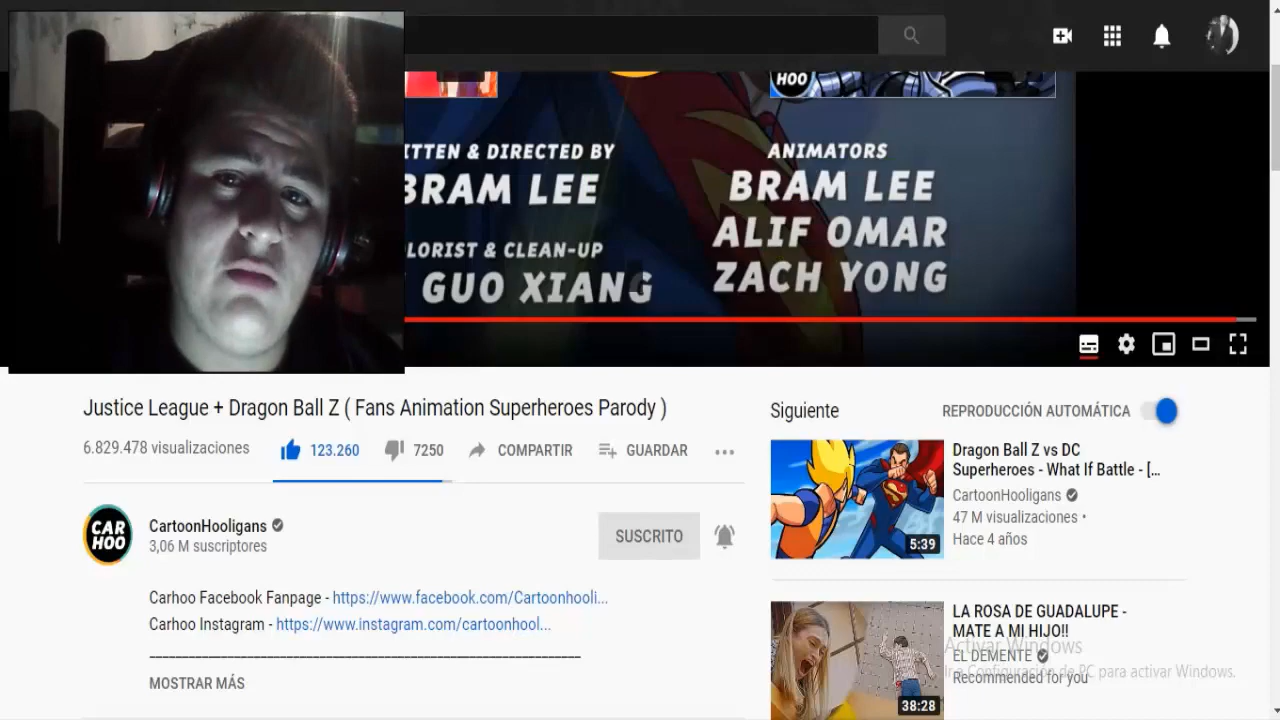 HOO
ITTEN & DIRECTED BY
BRAM LEE
LORIST & CLEAN-UP
GUO XIANG
ANIMATORS
BRAM LEE
ALIF OMAR
ZACH YONG
Justice League + Dragon Ball Z ( Fans Animation Superheroes Parody )
6.829.478 visualizaciones
123.260
7250
COMPARTIR
GUARDAR
CAR
HOO
CartoonHooligans
3,06 M suscriptores
SUSCRITO
Carhoo Facebook Fanpage - https://www.facebook.com/Cartoonhooli...
Carhoo Instagram - https://www.instagram.com/cartoonhool...
MOSTRAR MÁS
Siguiente
REPRODUCCIÓN AUTOMÁTICA
5:39
Dragon Ball Z vs DC
Superheroes - What If Battle - [...
CartoonHooligans
47 M visualizaciones •
Hace 4 años
38:28
LA ROSA DE GUADALUPE -
MATE A MI HIJO!!
EL DEMENTE
Recommended for you
Activar Windows
Ir a Configuración de PC para activar Windows.